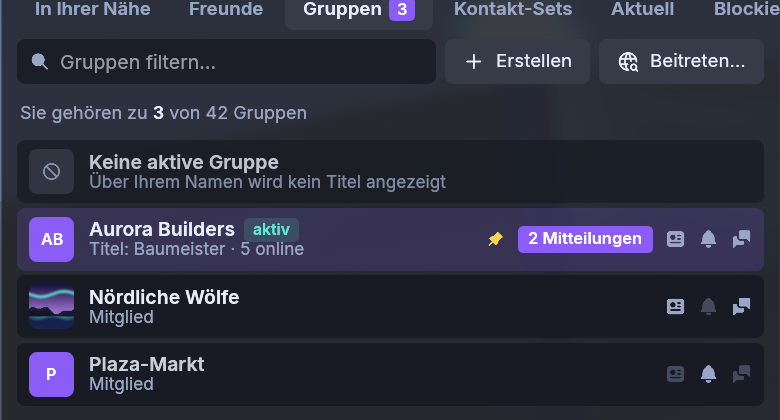 In Ihrer Nähe Freunde Gruppen 3 Kontakt-Sets Aktuell Blockie
Gruppen filtern... Erstellen Beitreten...
Sie gehören zu 3 von 42 Gruppen
Keine aktive Gruppe
Über Ihrem Namen wird kein Titel angezeigt
AB Aurora Builders aktiv 2 Mitteilungen
Titel: Baumeister · 5 online
Nördliche Wölfe
Mitglied
P Plaza-Markt
Mitglied